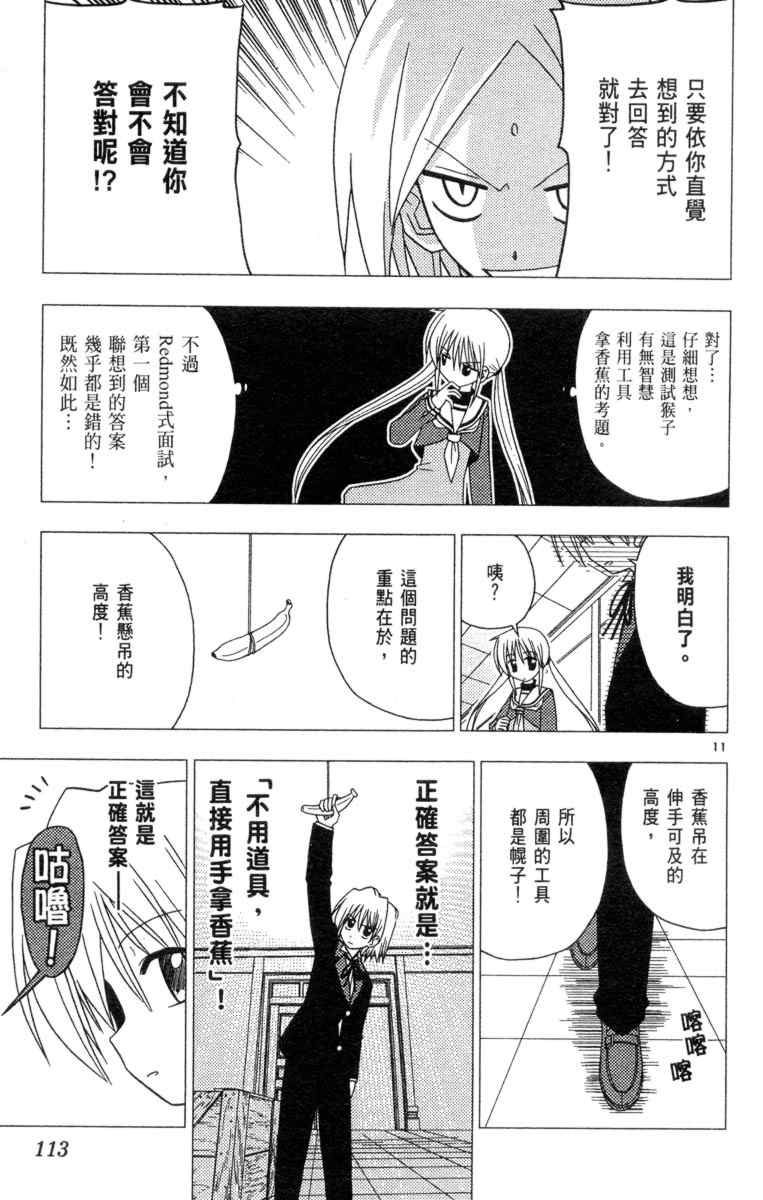 只要依你直覺
想到的方式
去回答
就對了！
不知道你
會不會
答對呢!?
對了…
仔細想想，
這是測試猴子
有無智慧
利用工具
拿香蕉的考題。
不過
Redmond式面試，
第一個
聯想到的答案
幾乎都是錯的！
既然如此…
我明白了。
咦?
這個問題的
重點在於，
香蕉懸吊的
高度！
11
香蕉吊在
伸手可及的
高度，
所以
周圍的工具
都是幌子！
喀喀
喀
正確答案就是…
「不用道具，
直接用手拿香蕉」！
這就是
正確答案—
咕嚕！
113